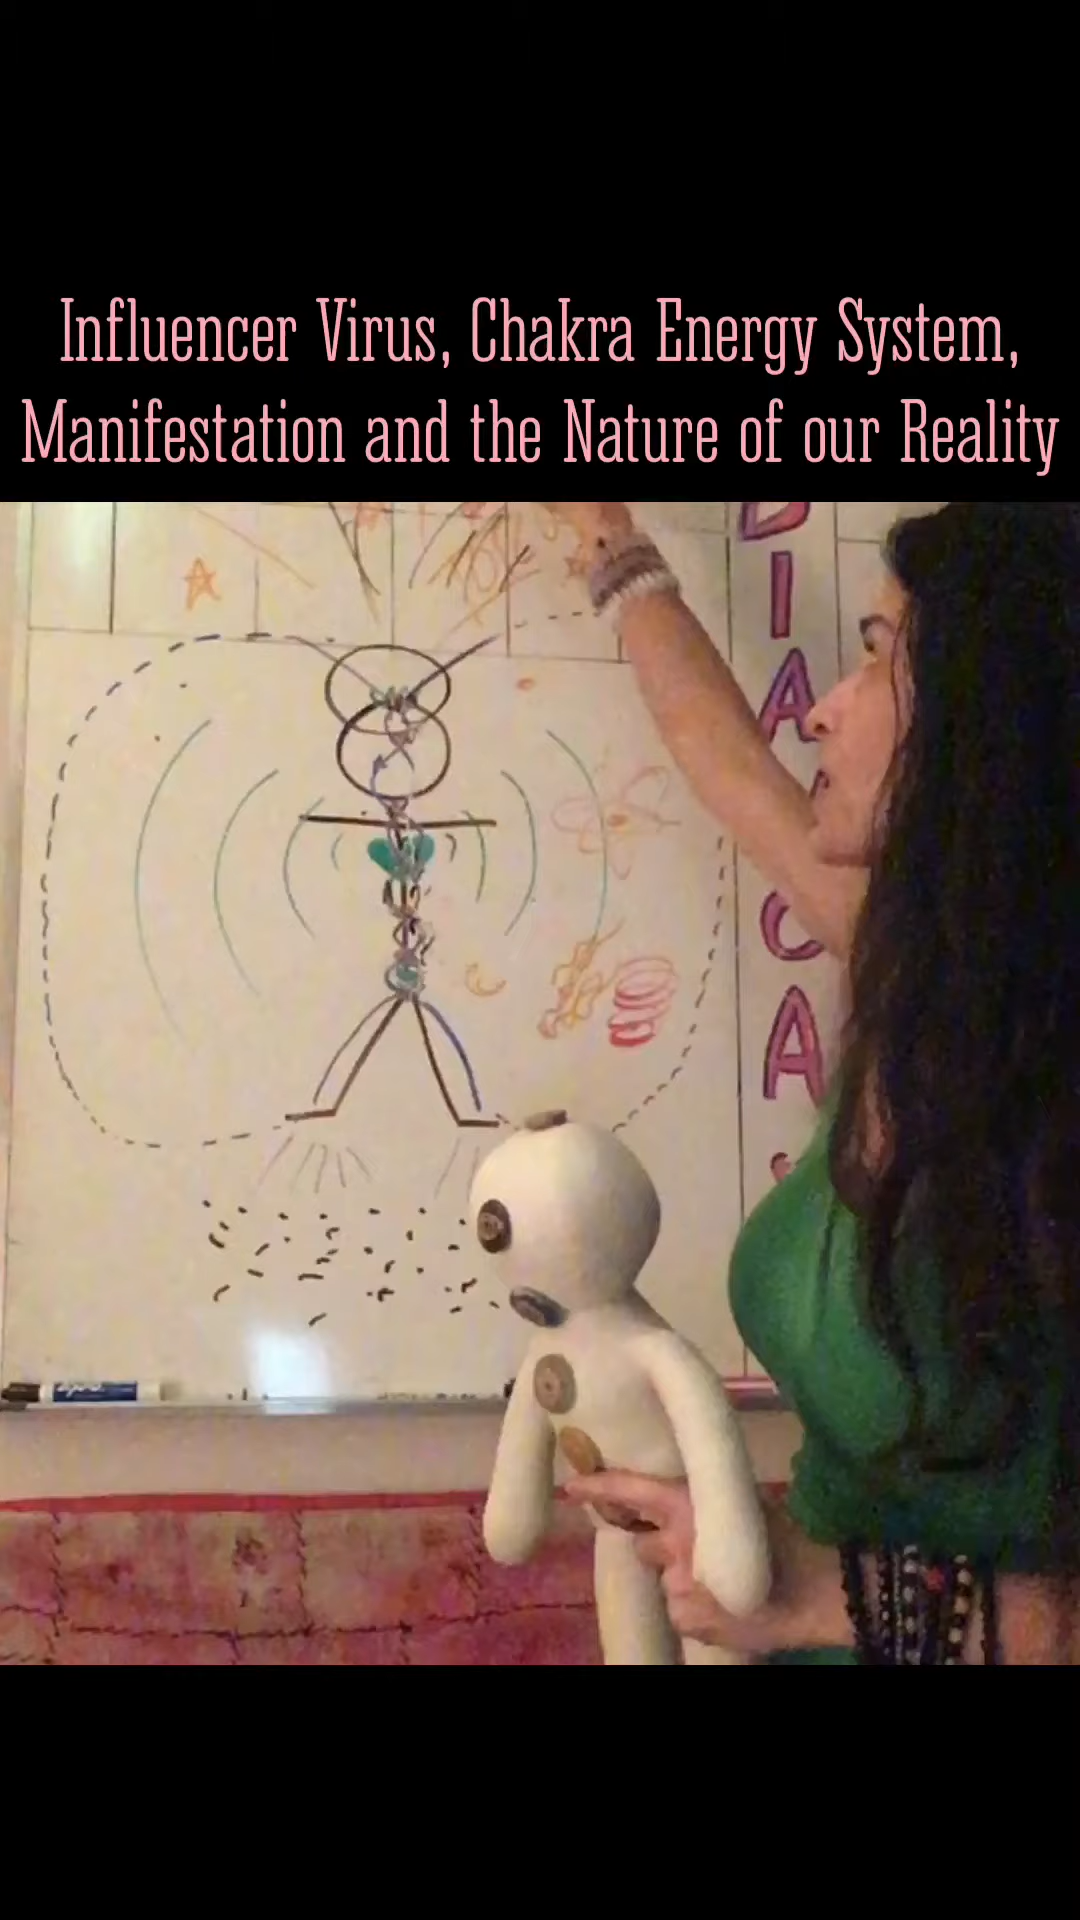 Influencer Virus, Chakra Energy System,
Manifestation and the Nature of our Reality
D
I
A
C
A